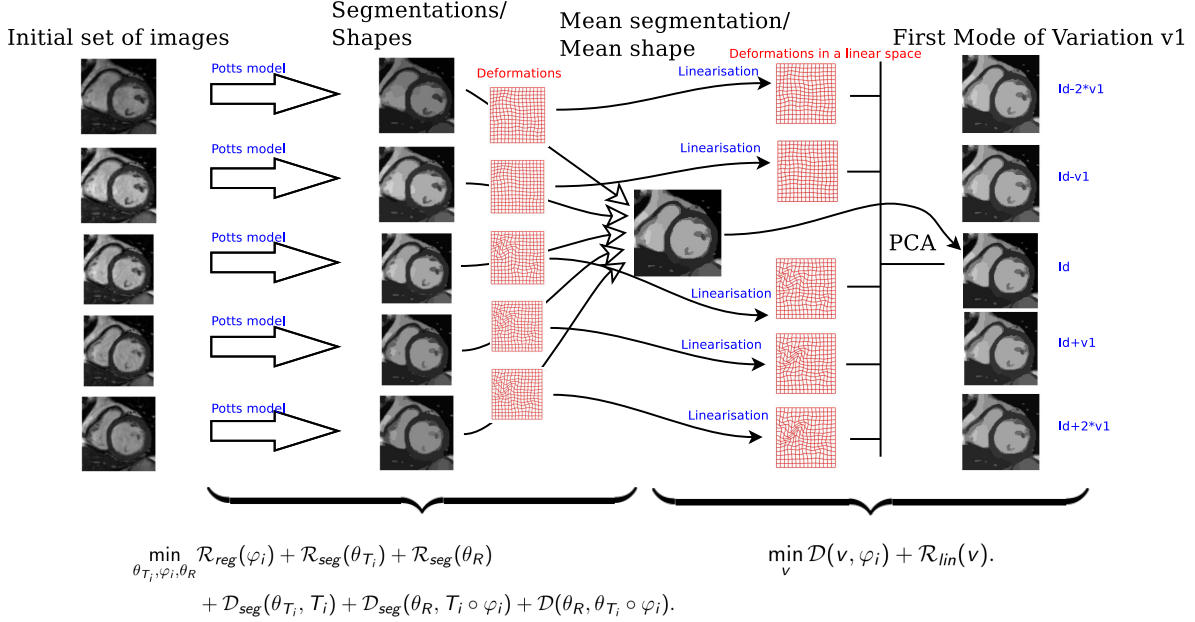 Initial set of images
Segmentations/
Shapes
Mean segmentation/
Mean shape
First Mode of Variation v1
Deformations
Deformations in a linear space
Potts model
Potts model
Potts model
Potts model
Potts model
Linearisation
Linearisation
Linearisation
Linearisation
Linearisation
PCA
Id-2*v1
Id-v1
Id
Id+v1
Id+2*v1
min_{θ_{T_i},φ_i,θ_R} R_{reg}(φ_i) + R_{seg}(θ_{T_i}) + R_{seg}(θ_R)
+ D_{seg}(θ_{T_i}, T_i) + D_{seg}(θ_R, T_i ∘ φ_i) + D(θ_R, θ_{T_i} ∘ φ_i).
min_v D(v, φ_i) + R_{lin}(v).